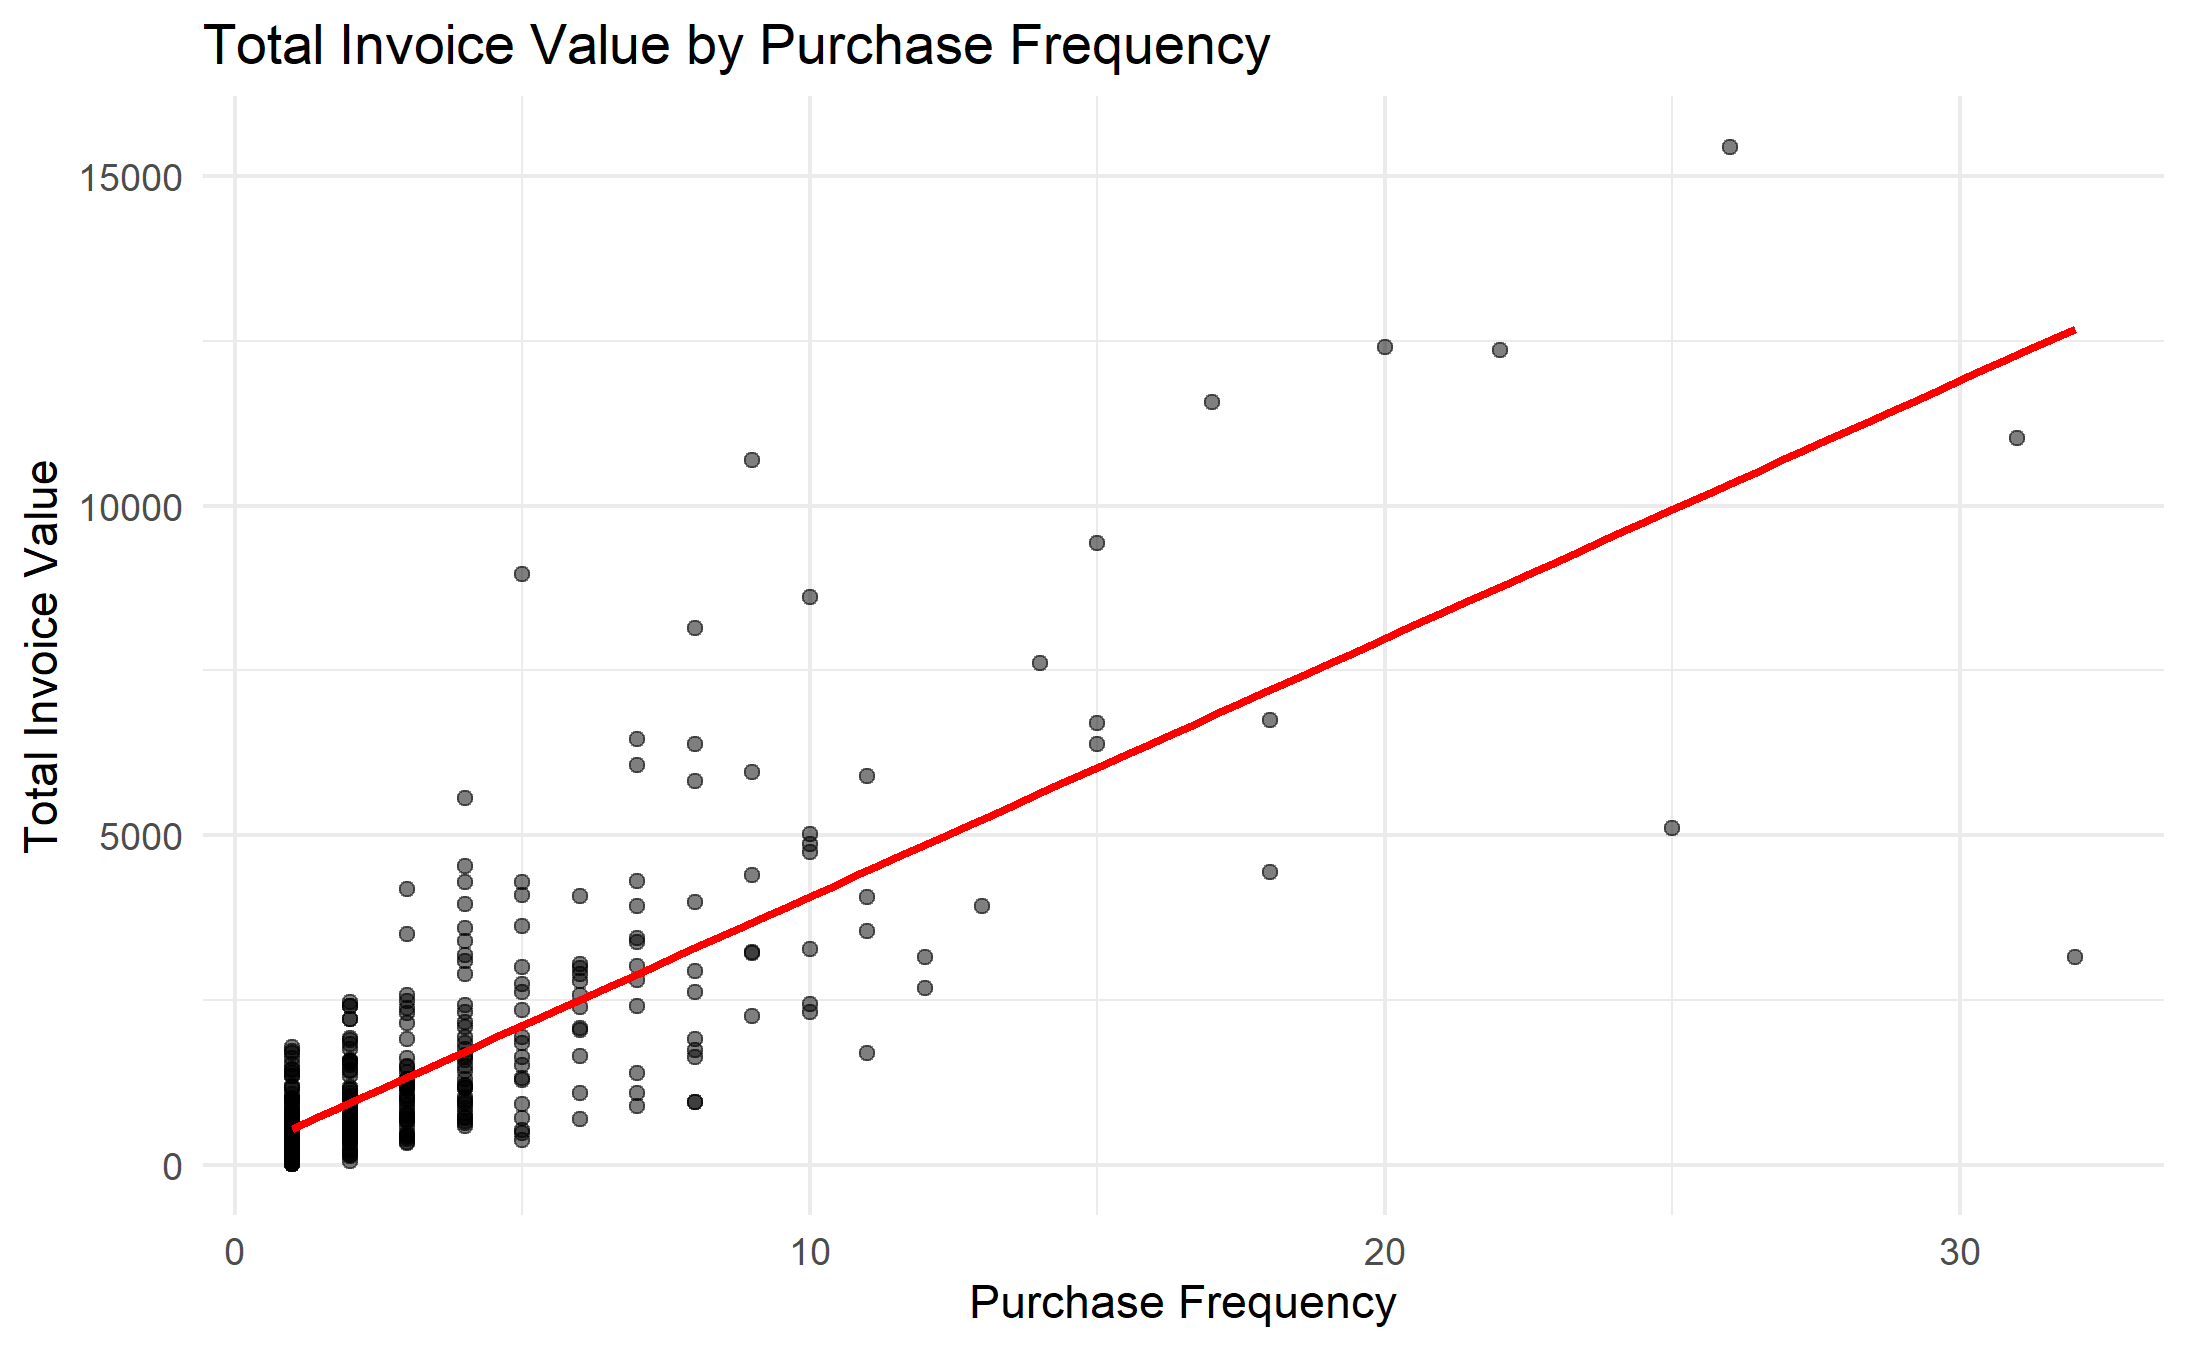 Total Invoice Value by Purchase Frequency
15000
10000
5000
0
Total Invoice Value
0 10 20 30
Purchase Frequency